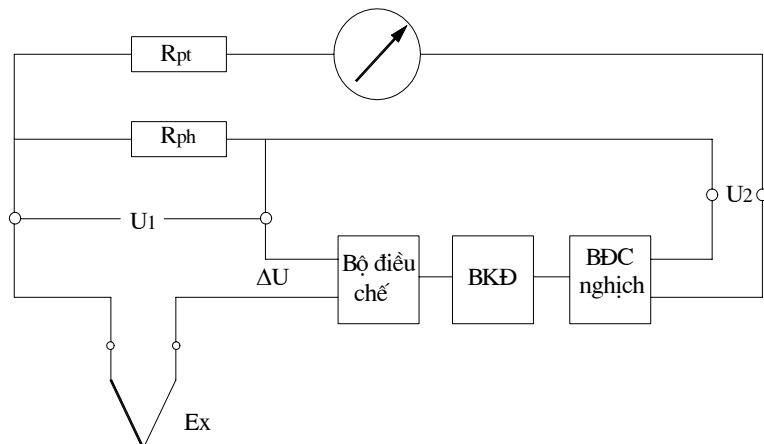 Rpt
Rph
U1
U2
ΔU
Bộ điều
chế
BKĐ
BĐC
nghịch
Ex